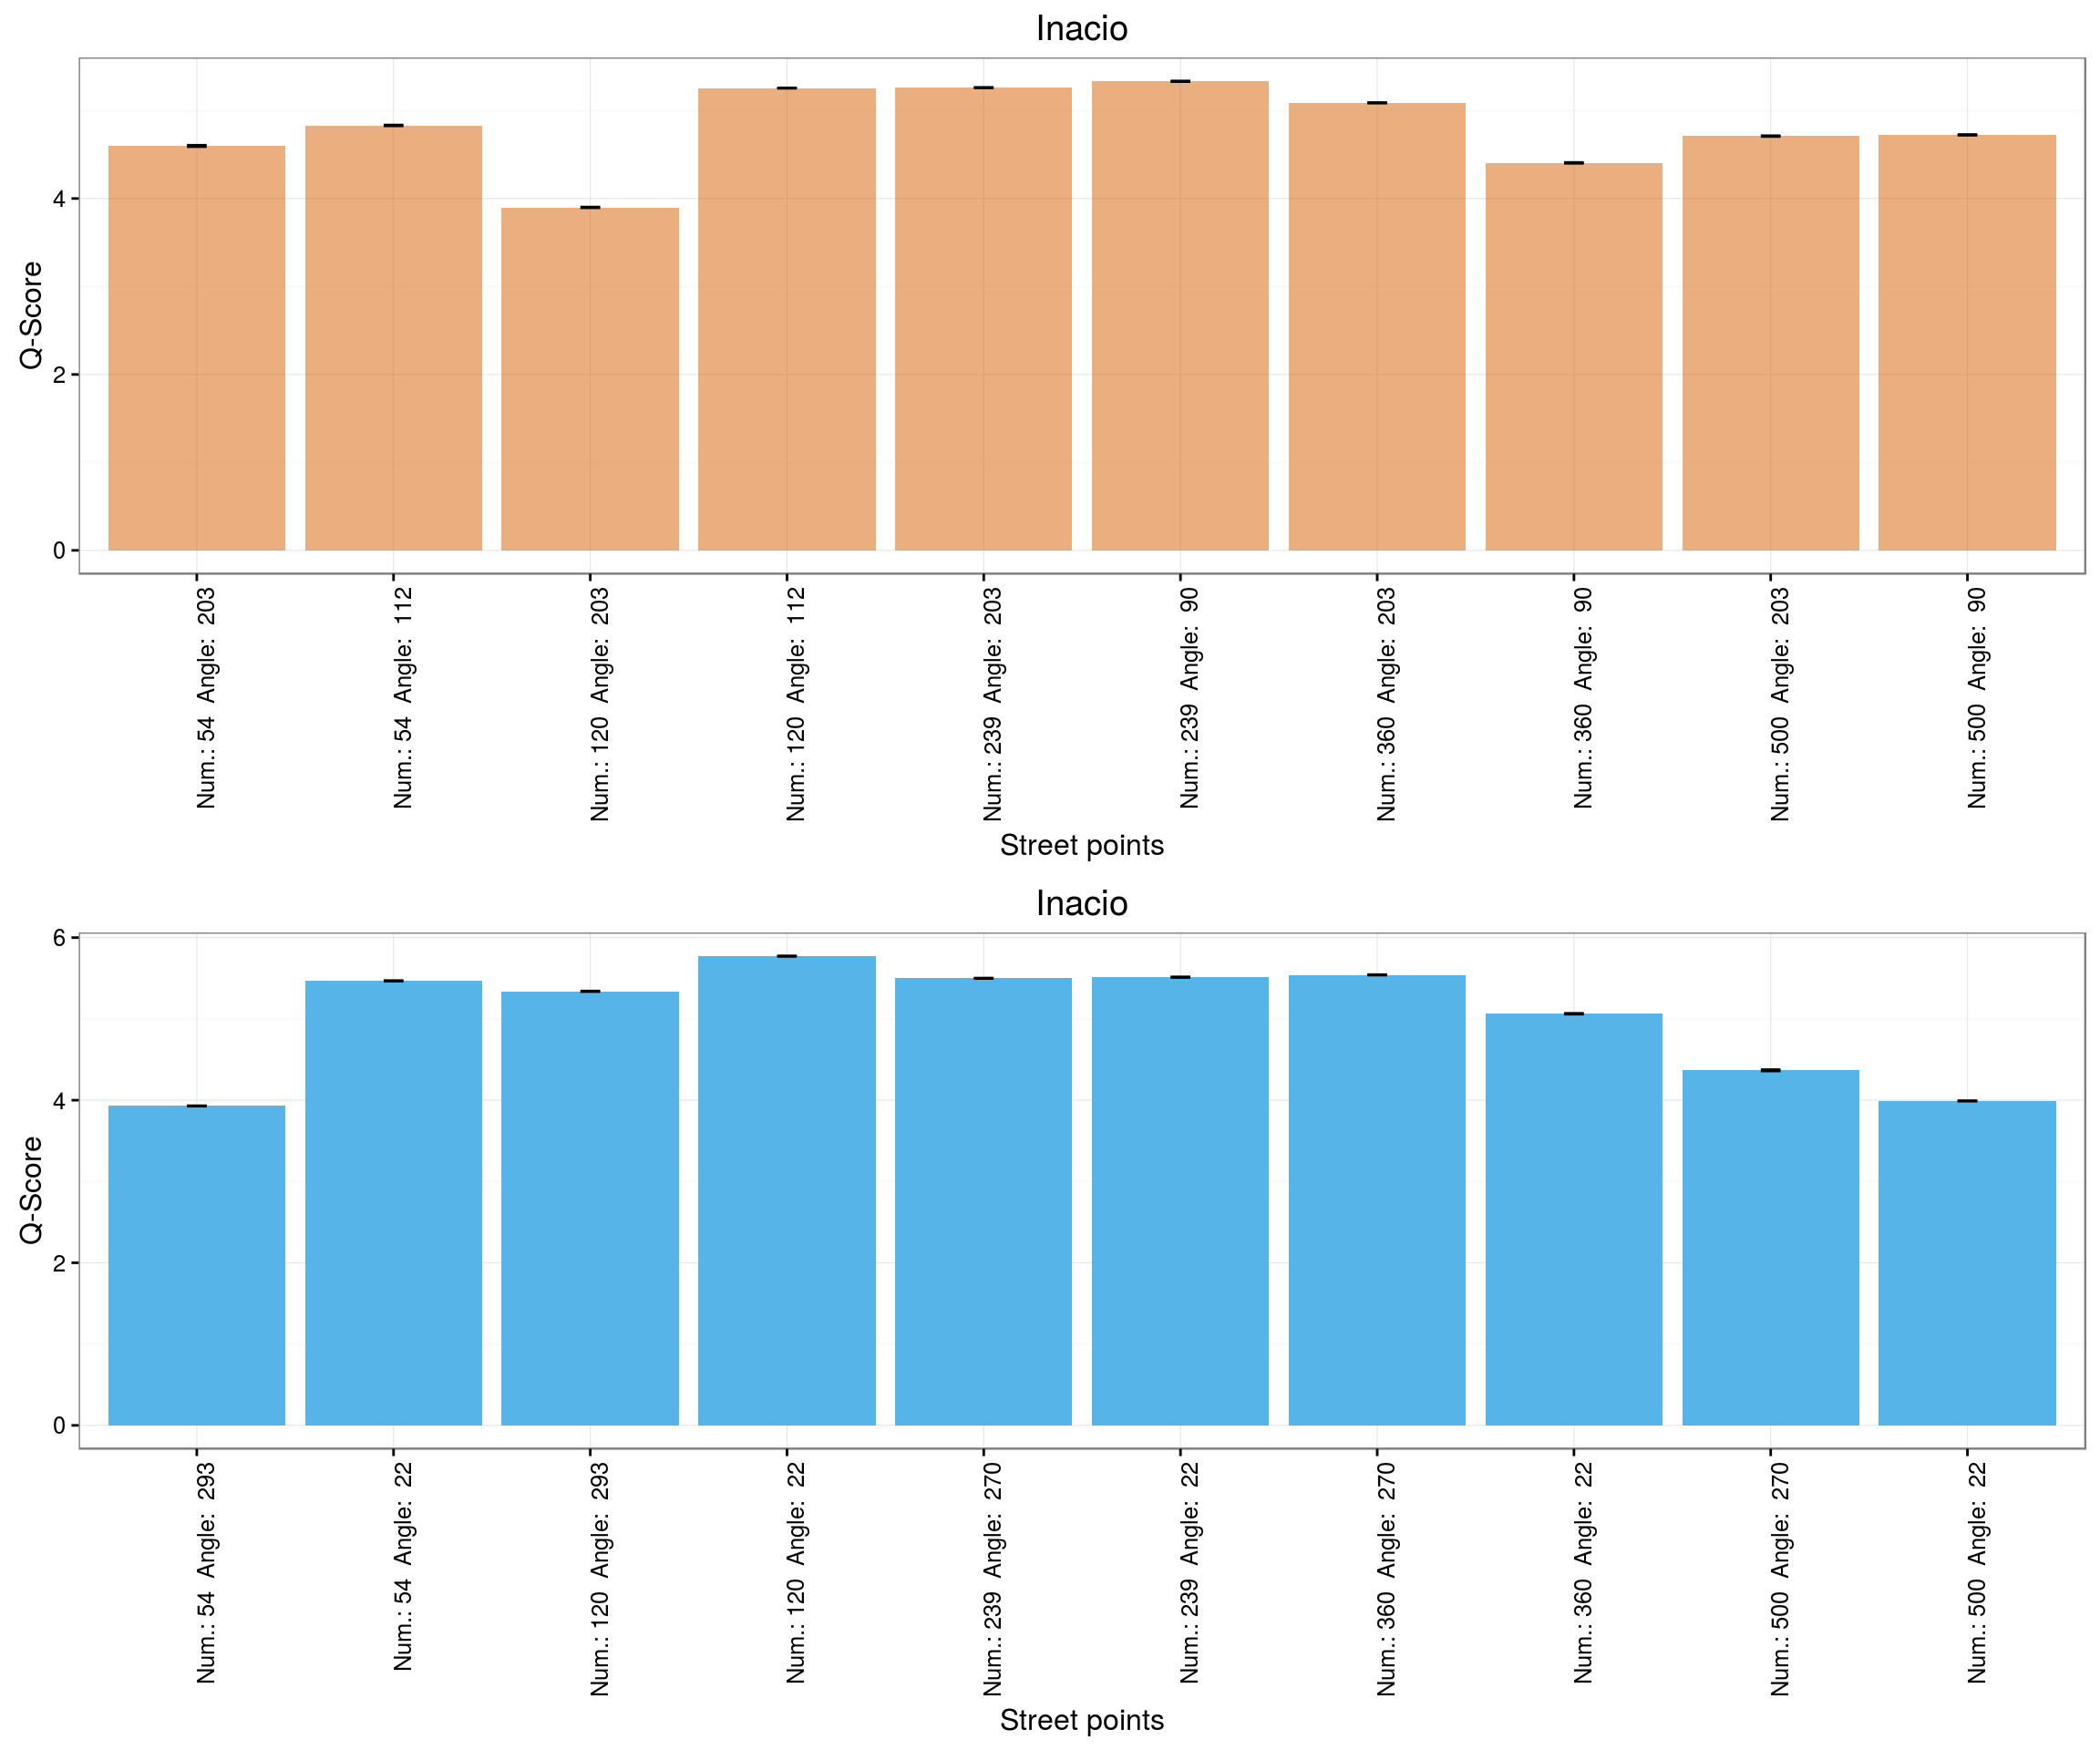 Inacio
Q-Score
4
2
0
Num.: 54 Angle: 203
Num.: 54 Angle: 112
Num.: 120 Angle: 203
Num.: 120 Angle: 112
Num.: 239 Angle: 203
Num.: 239 Angle: 90
Num.: 360 Angle: 203
Num.: 360 Angle: 90
Num.: 500 Angle: 203
Num.: 500 Angle: 90
Street points
Inacio
Q-Score
6
4
2
0
Num.: 54 Angle: 293
Num.: 54 Angle: 22
Num.: 120 Angle: 293
Num.: 120 Angle: 22
Num.: 239 Angle: 270
Num.: 239 Angle: 22
Num.: 360 Angle: 270
Num.: 360 Angle: 22
Num.: 500 Angle: 270
Num.: 500 Angle: 22
Street points